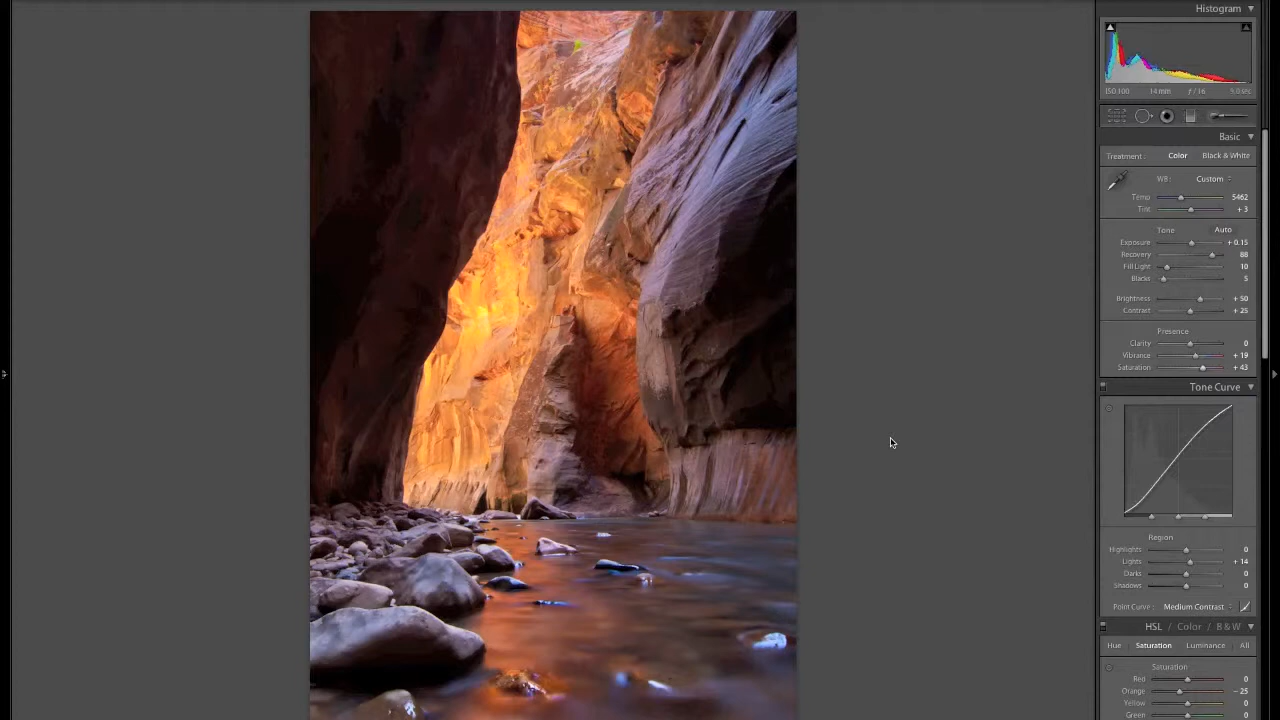 Histogram
ISO 100 14 mm ƒ / 16 5.0 sec
Basic
Treatment : Color Black & White
WB : Custom
Temp 5462
Tint + 3
Tone Auto
Exposure + 0.15
Recovery 88
Fill Light 10
Blacks 5
Brightness + 50
Contrast + 25
Presence
Clarity 0
Vibrance + 19
Saturation + 43
Tone Curve
Region
Highlights 0
Lights + 14
Darks 0
Shadows 0
Point Curve : Medium Contrast
HSL / Color / B & W
Hue Saturation Luminance All
Saturation
Red 0
Orange − 25
Yellow 0
Green 0